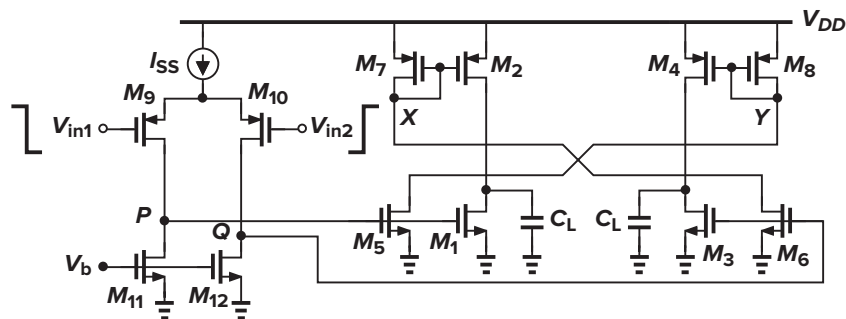 V_DD
I_SS
M_7
M_2
M_4
M_8
M_9
M_10
V_in1
V_in2
X
Y
P
Q
C_L
C_L
M_5
M_1
M_3
M_6
V_b
M_11
M_12